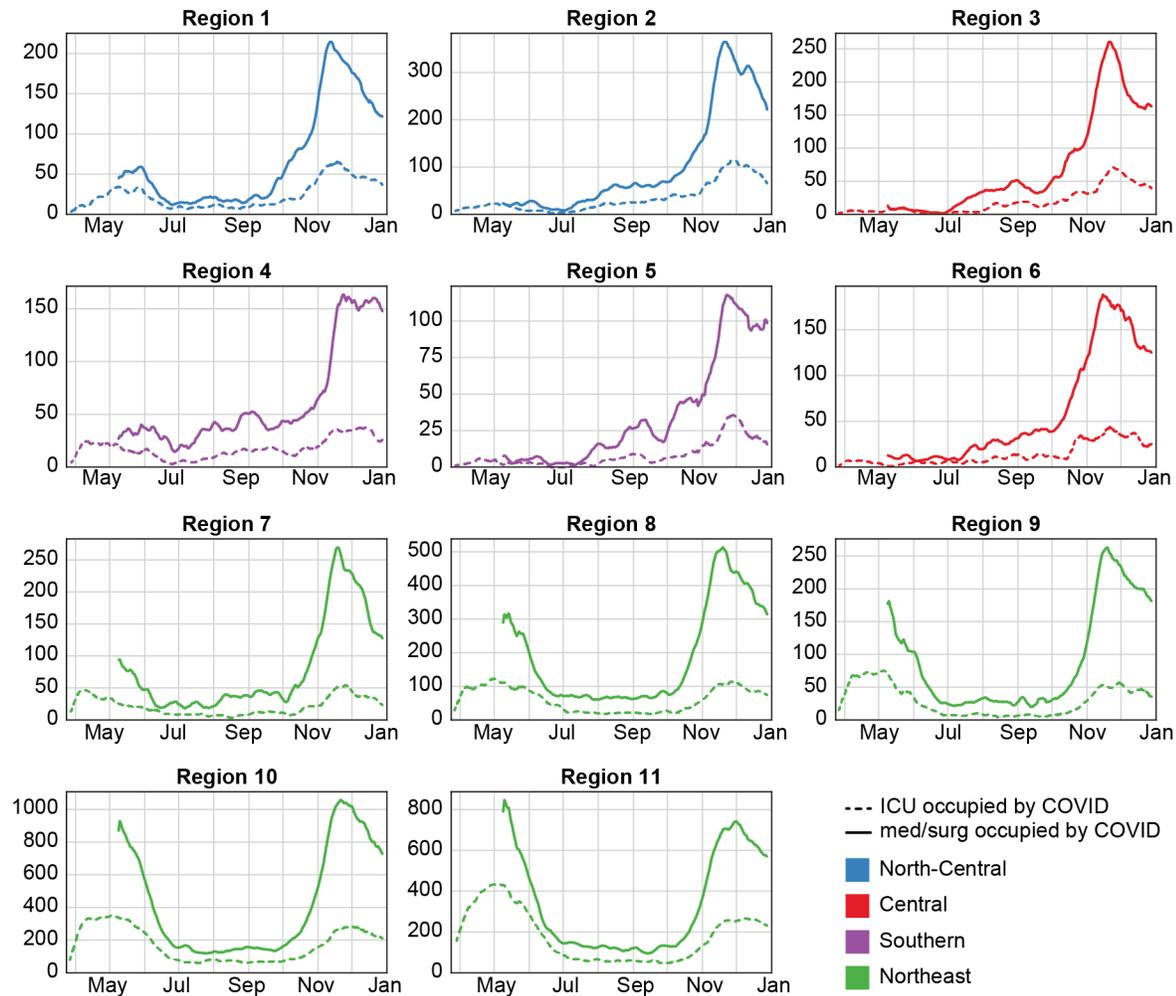 Region 1
200
150
100
50
0
May Jul Sep Nov Jan
Region 2
300
200
100
0
May Jul Sep Nov Jan
Region 3
250
200
150
100
50
0
May Jul Sep Nov Jan
Region 4
150
100
50
0
May Jul Sep Nov Jan
Region 5
100
75
50
25
0
May Jul Sep Nov Jan
Region 6
150
100
50
0
May Jul Sep Nov Jan
Region 7
250
200
150
100
50
0
May Jul Sep Nov Jan
Region 8
500
400
300
200
100
0
May Jul Sep Nov Jan
Region 9
250
200
150
100
50
0
May Jul Sep Nov Jan
Region 10
1000
800
600
400
200
0
May Jul Sep Nov Jan
Region 11
800
600
400
200
0
May Jul Sep Nov Jan
ICU occupied by COVID
med/surg occupied by COVID
North-Central
Central
Southern
Northeast